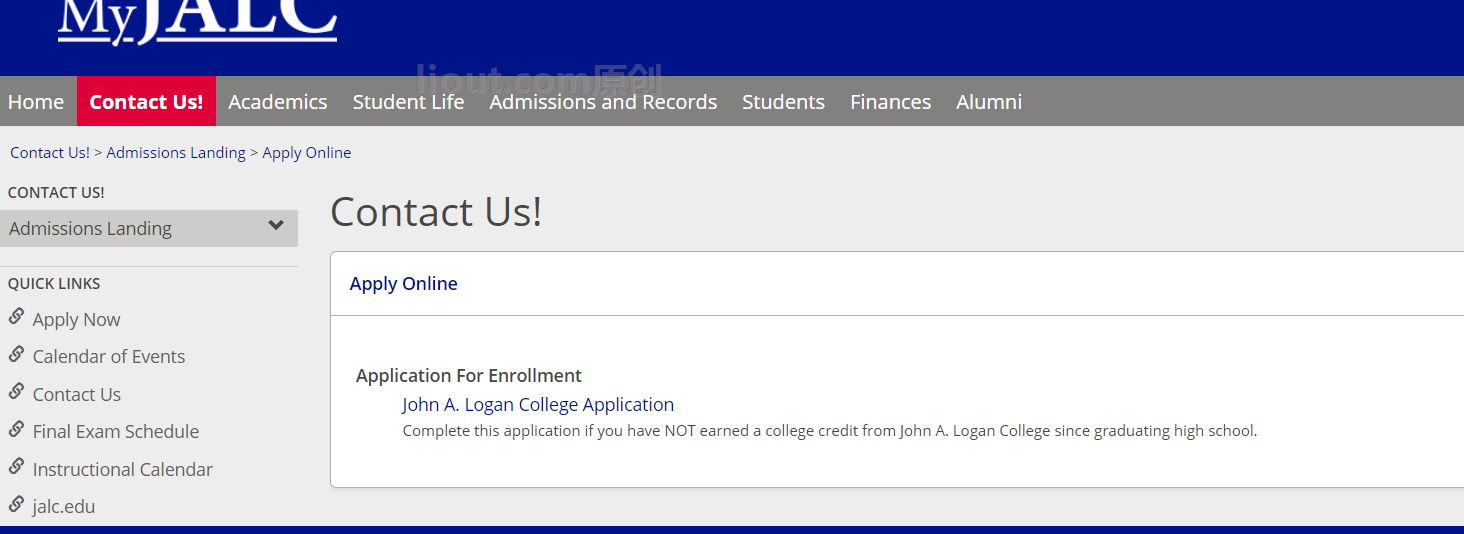 MyJALC
liout.com原创
Home Contact Us! Academics Student Life Admissions and Records Students Finances Alumni
Contact Us! > Admissions Landing > Apply Online
CONTACT US!
Admissions Landing
QUICK LINKS
Apply Now
Calendar of Events
Contact Us
Final Exam Schedule
Instructional Calendar
jalc.edu
Contact Us!
Apply Online
Application For Enrollment
John A. Logan College Application
Complete this application if you have NOT earned a college credit from John A. Logan College since graduating high school.